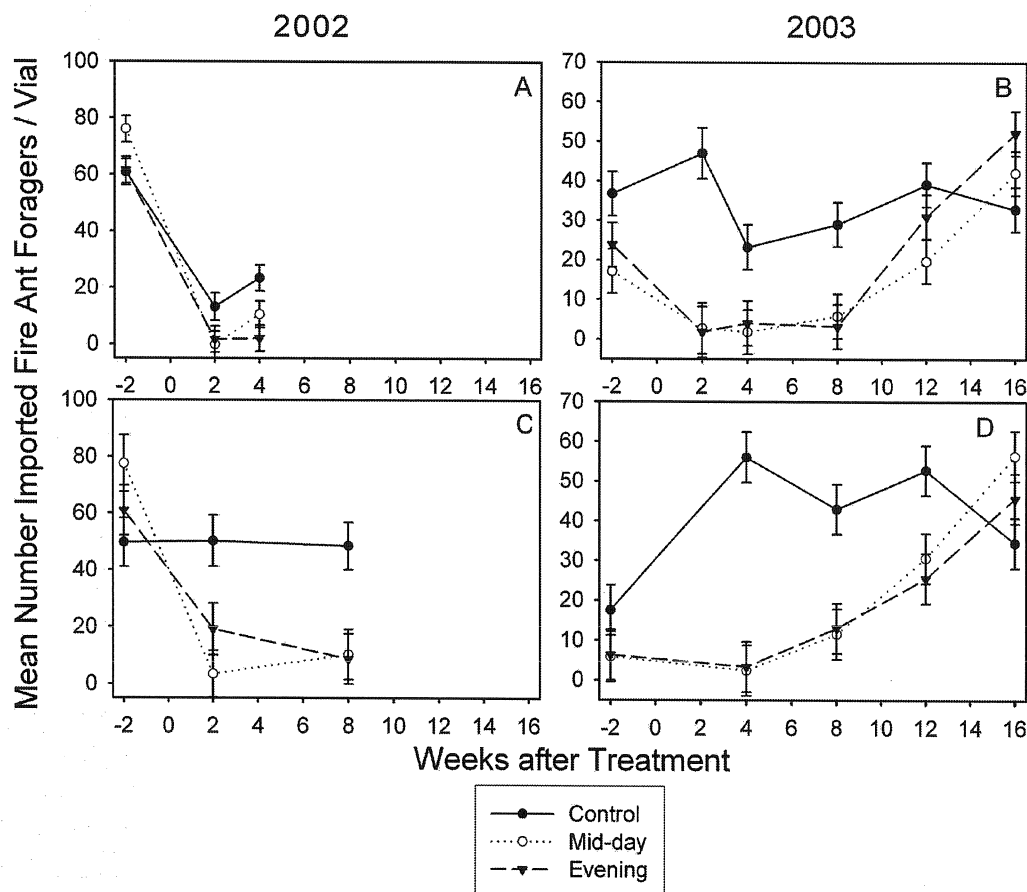 2002
2003
Mean Number Imported Fire Ant Foragers / Vial
100
80
60
40
20
0
A
-2 0 2 4 6 8 10 12 14 16
70
60
50
40
30
20
10
0
B
-2 0 2 4 6 8 10 12 14 16
100
80
60
40
20
0
C
-2 0 2 4 6 8 10 12 14 16
70
60
50
40
30
20
10
0
D
-2 0 2 4 6 8 10 12 14 16
Weeks after Treatment
Control
Mid-day
Evening